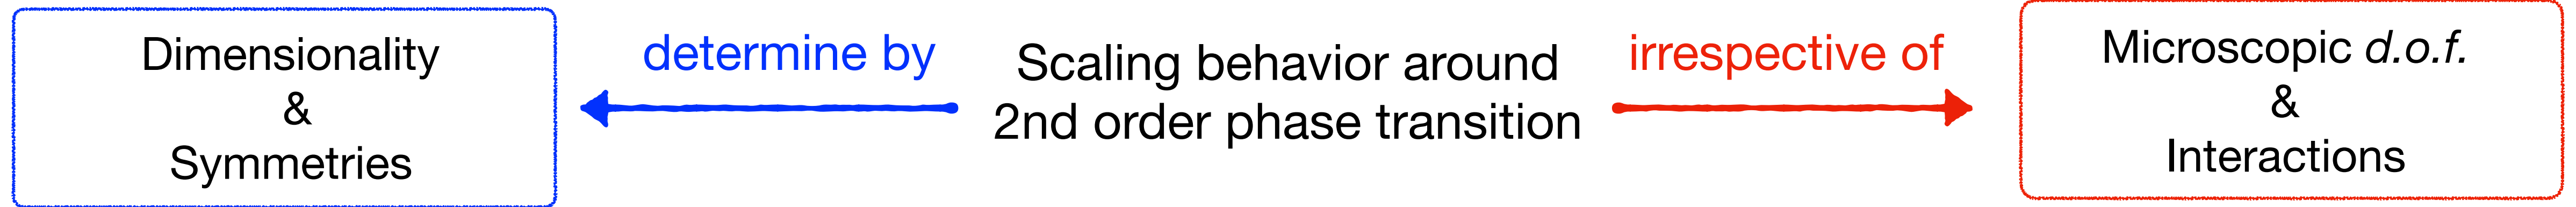 Dimensionality
&
Symmetries
determine by
Scaling behavior around
2nd order phase transition
irrespective of
Microscopic d.o.f.
&
Interactions